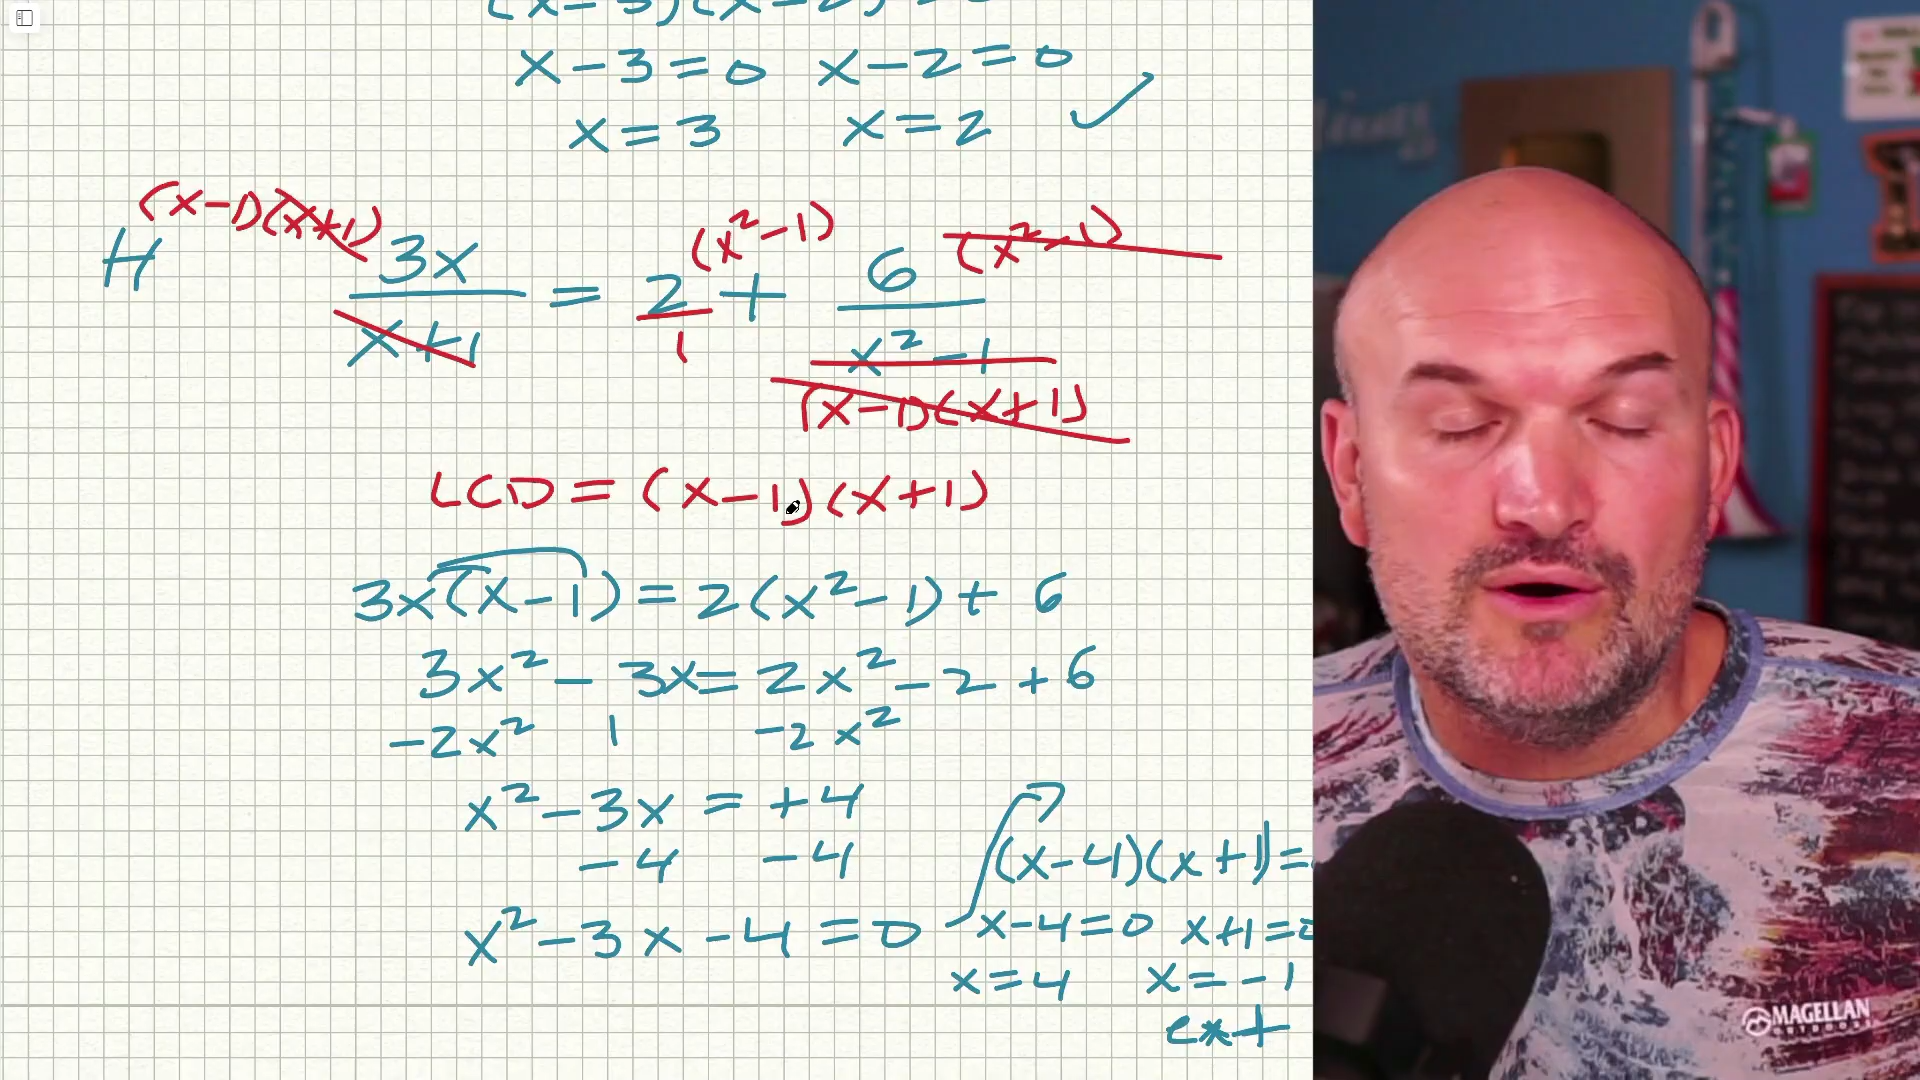 x-3=0 x-2=0
x=3 x=2 ✓
(x-1)(x+1) (x²-1) (x²-1)
H 3x/x+1 = 2/1 + 6/x²-1
(x-1)(x+1)
LCD = (x-1)(x+1)
3x(x-1) = 2(x²-1) + 6
3x² - 3x = 2x² - 2 + 6
-2x² -2x²
x² - 3x = +4
-4 -4
x² - 3x - 4 = 0
(x-4)(x+1)=
x-4=0 x+1=0
x=4 x=-1
ext
MAGELLAN
OUTDOORS